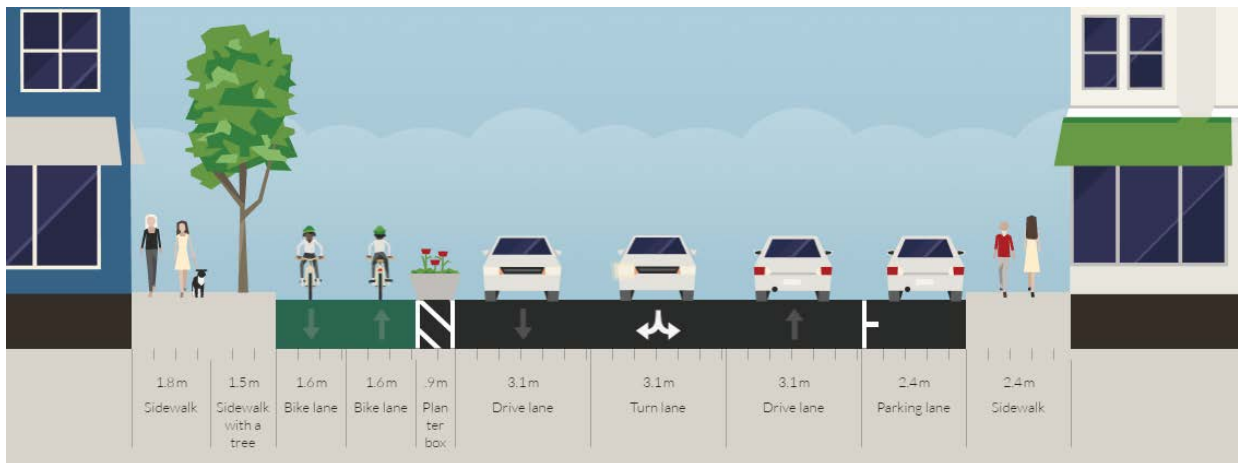 1.8m
Sidewalk
1.5m
Sidewalk
with a
tree
1.6m
Bike lane
1.6m
Bike lane
.9m
Plan
ter
box
3.1m
Drive lane
3.1m
Turn lane
3.1m
Drive lane
2.4m
Parking lane
2.4m
Sidewalk